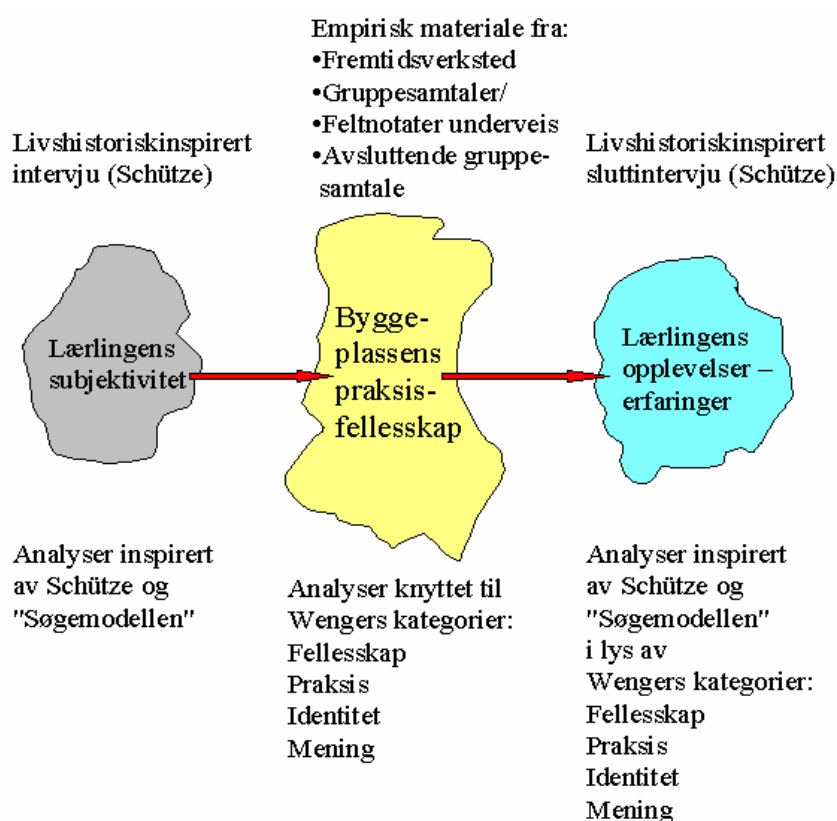 Livshistoriskinspirert
intervju (Schütze)
Empirisk materiale fra:
•Fremtidsverksted
•Gruppesamtaler/
•Feltnotater underveis
•Avsluttende gruppe-
samtale
Livshistoriskinspirert
sluttintervju (Schütze)
Lærlingens
subjektivitet
Bygge-
plassens
praksis-
fellesskap
Lærlingens
opplevelser –
erfaringer
Analyser inspirert
av Schütze og
"Søgemodellen"
Analyser knyttet til
Wengers kategorier:
Fellesskap
Praksis
Identitet
Mening
Analyser inspirert
av Schütze og
"Søgemodellen"
i lys av
Wengers kategorier:
Fellesskap
Praksis
Identitet
Mening